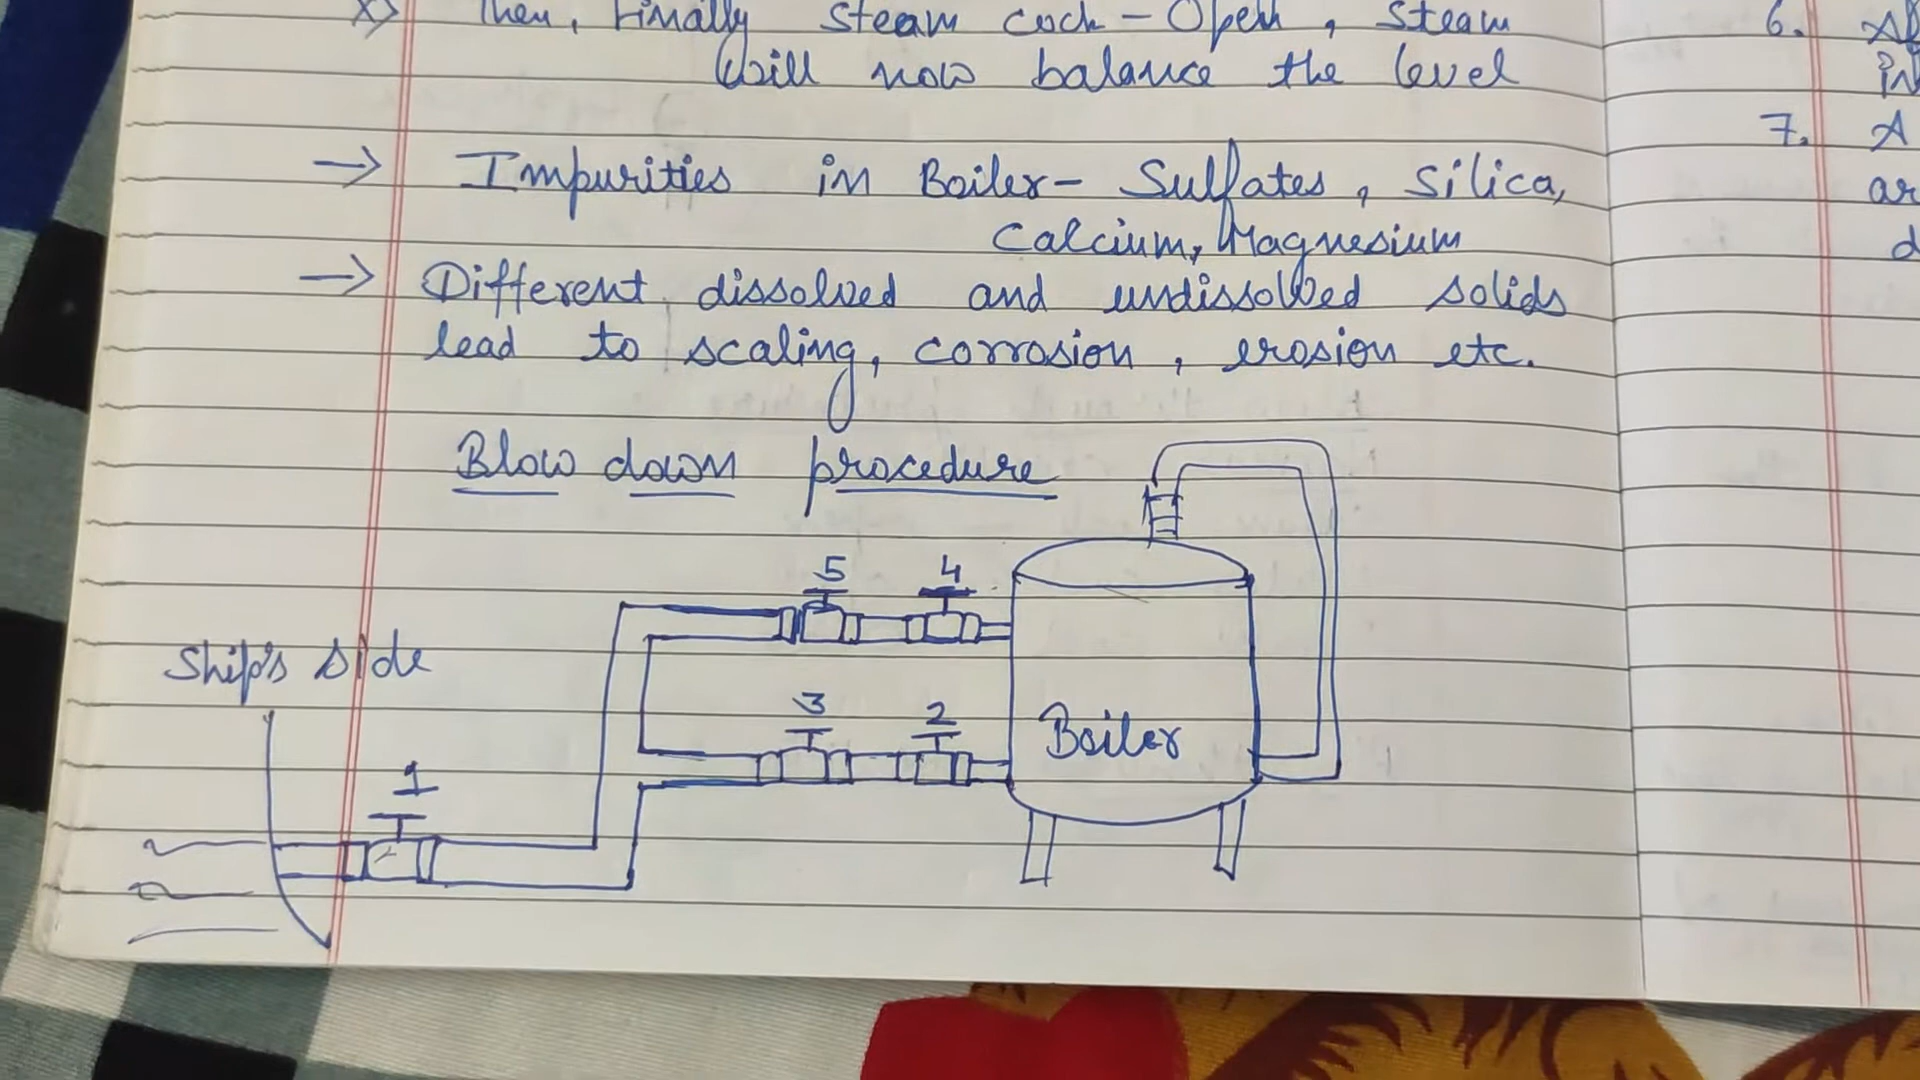 x> Then, Finally Steam cock - Open, Steam
Will now balance the level
→ Impurities in Boiler - Sulfates, Silica,
Calcium, Magnesium
→ Different dissolved and undissolved solids
lead to scaling, corrosion, erosion etc.
Blow down procedure
5 4
Ship's side
3 2
Boiler
1
6.
in
7. A
ar
d